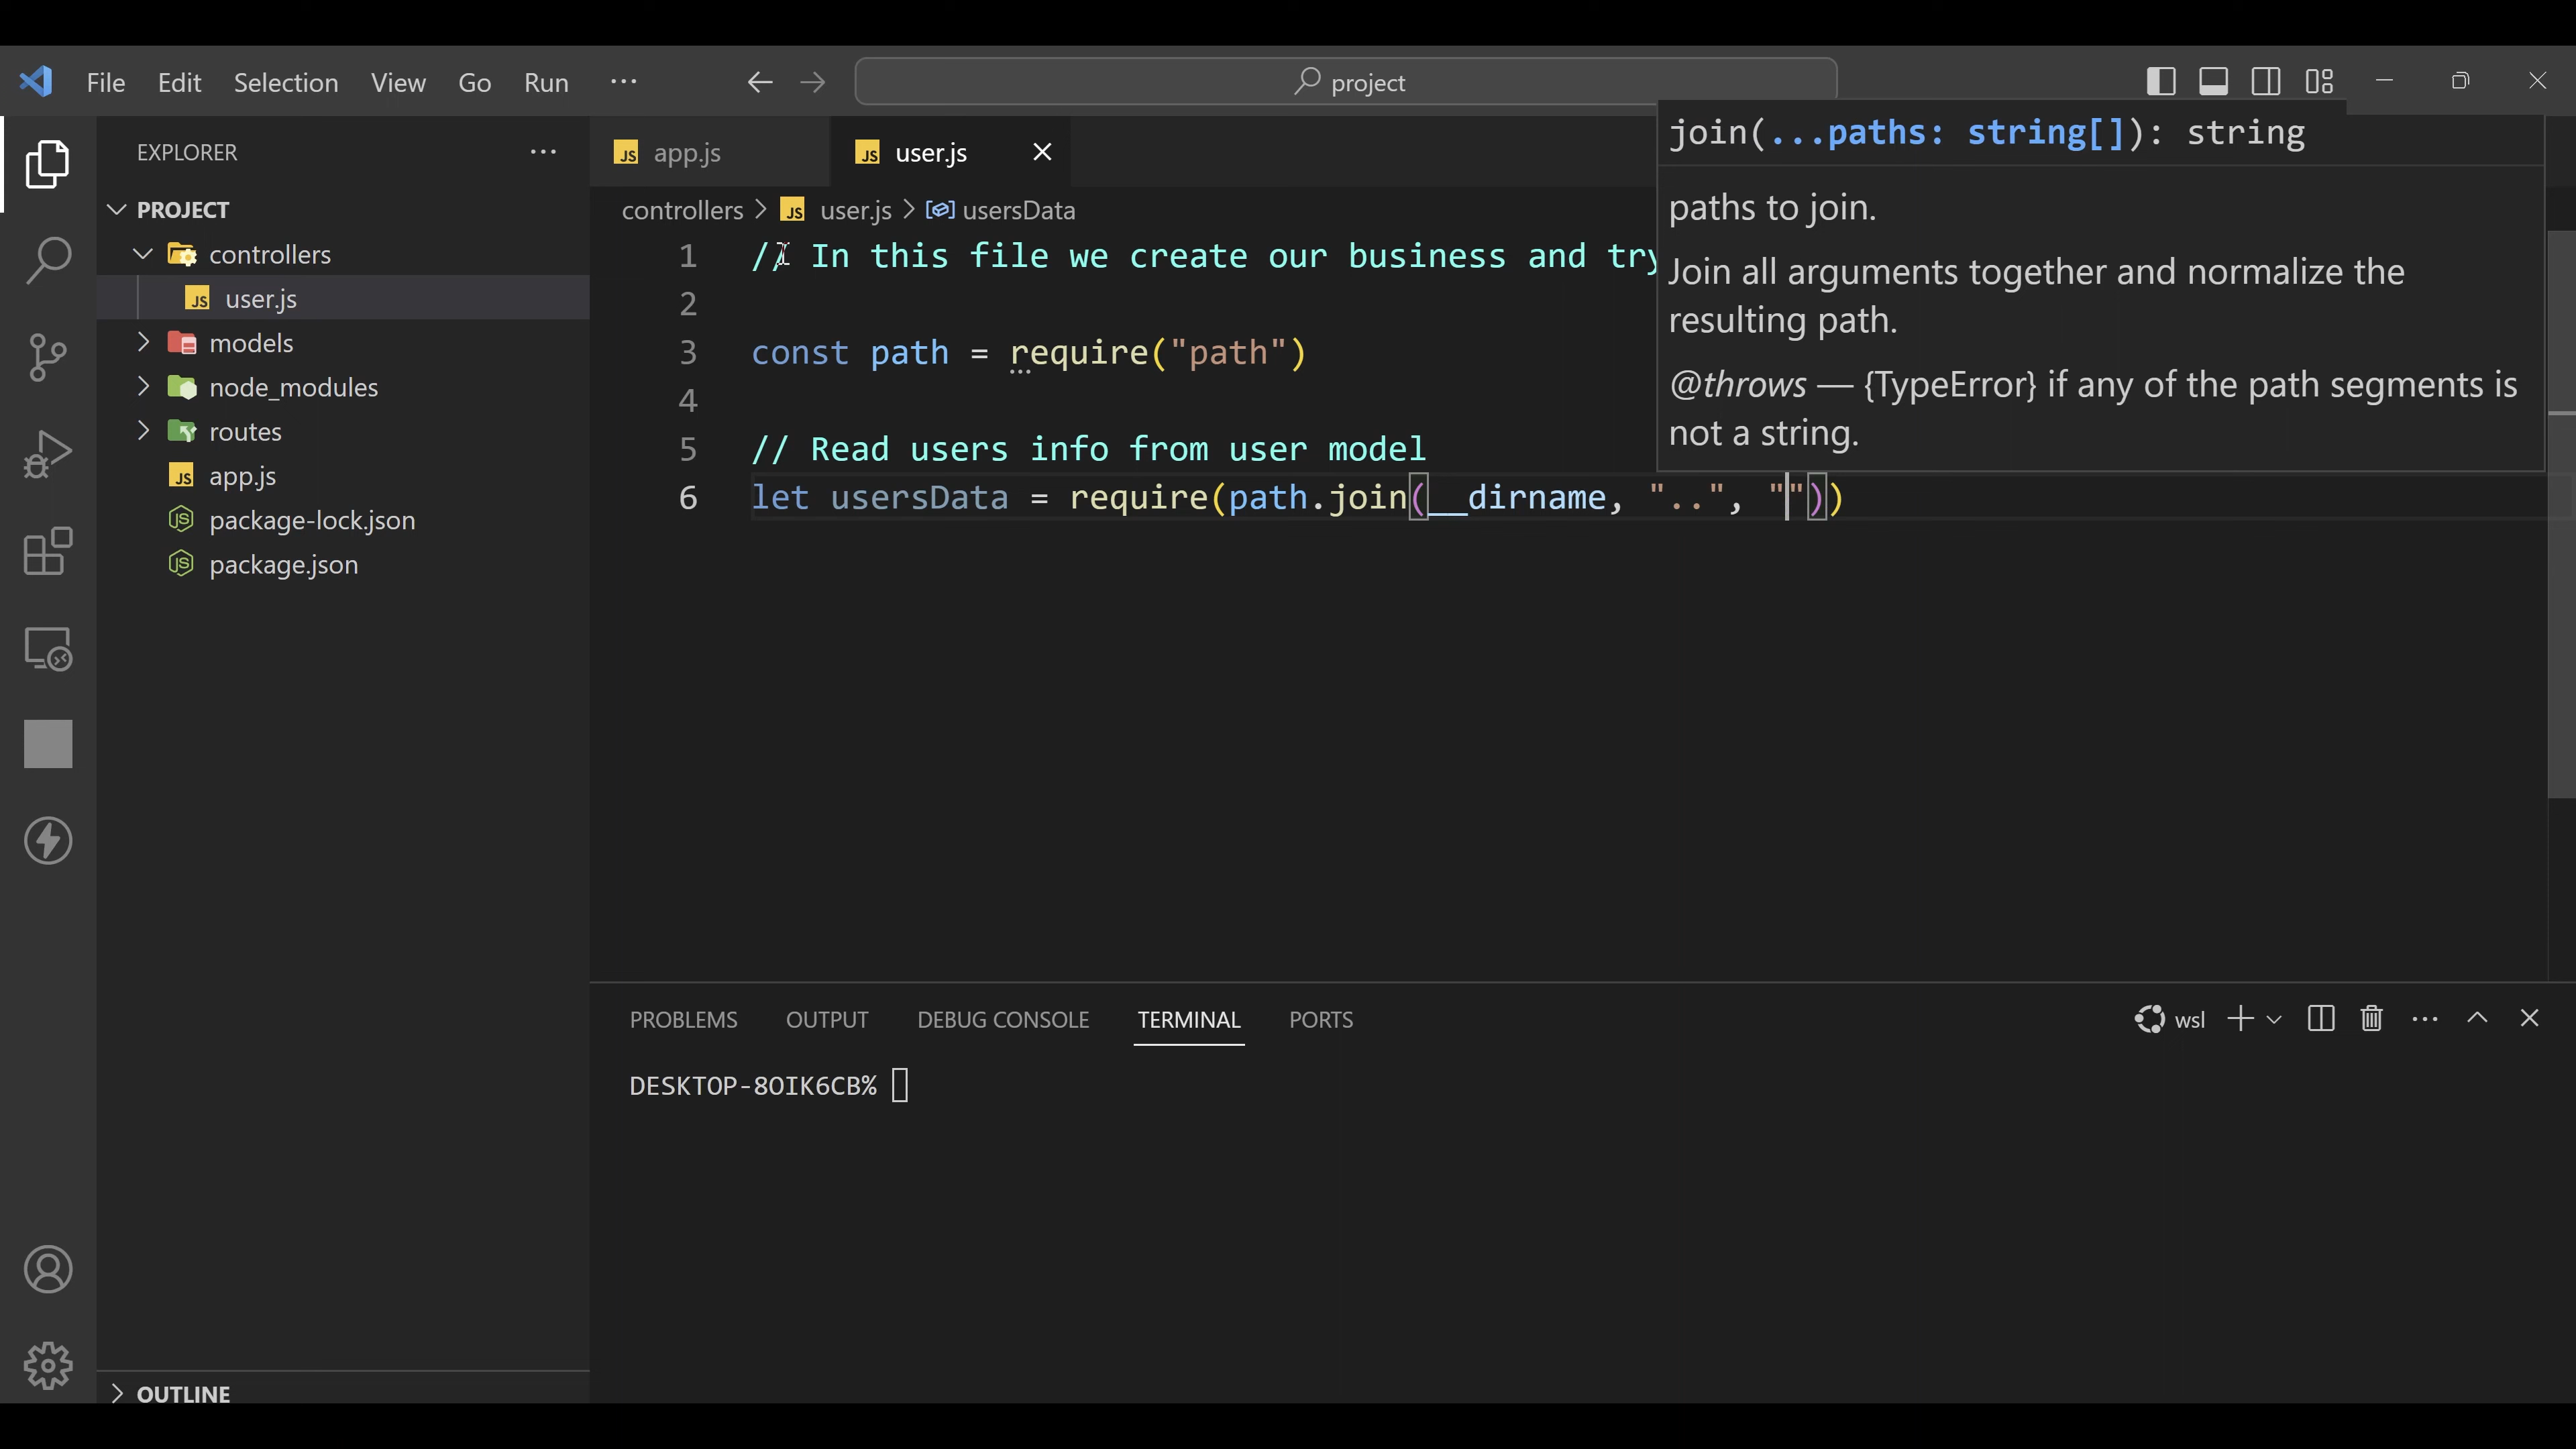 File Edit Selection View Go Run ··· project
EXPLORER ···
PROJECT
controllers
user.js
models
node_modules
routes
app.js
package-lock.json
package.json
OUTLINE
app.js user.js
controllers > user.js > usersData
1 // In this file we create our business and try
2
3 const path = require("path")
4
5 // Read users info from user model
6 let usersData = require(path.join(__dirname, "..", ""))
join(...paths: string[]): string
paths to join.
Join all arguments together and normalize the
resulting path.
@throws — {TypeError} if any of the path segments is
not a string.
PROBLEMS OUTPUT DEBUG CONSOLE TERMINAL PORTS wsl
DESKTOP-8OIK6CB%